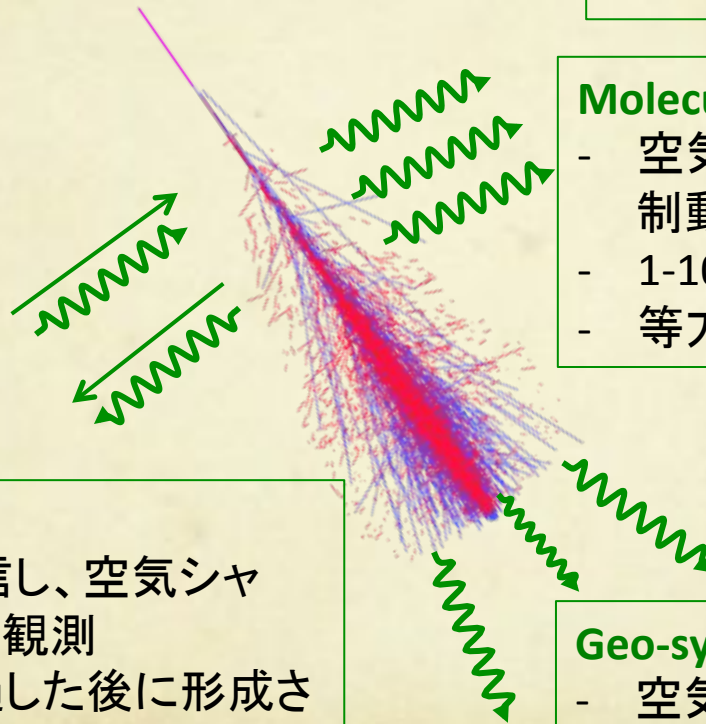 Molecu
- 空気
制動
- 1-10
- 等方
信し、空気シャ
観測
した後に形成さ
Geo-sy
- 空気